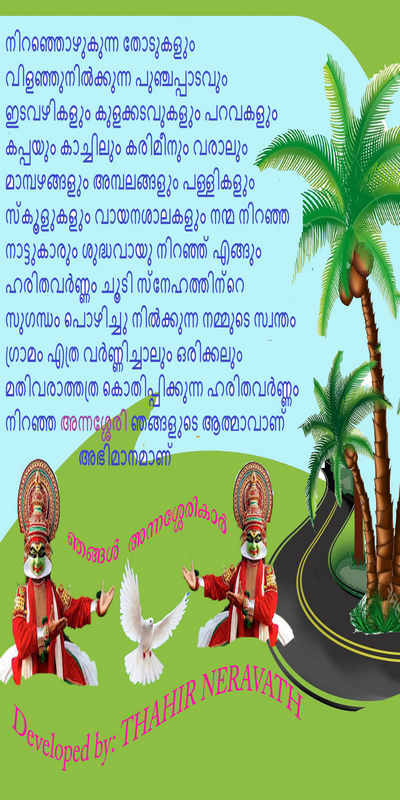 നിറഞ്ഞൊഴുകുന്ന തോടുകളും
വിളഞ്ഞുനിൽക്കുന്ന പുഞ്ചപ്പാടവും
ഇടവഴികളും കുളക്കടവുകളും പറവകളും
കപ്പയും കാച്ചിലും കരിമീനും വരാലും
മാമ്പഴങ്ങളും അമ്പലങ്ങളും പള്ളികളും
സ്കൂളുകളും വായനശാലകളും നന്മ നിറഞ്ഞ
നാട്ടുകാരും ശുദ്ധവായു നിറഞ്ഞ് എങ്ങും
ഹരിതവർണ്ണം ചൂടി സ്നേഹത്തിന്റെ
സുഗന്ധം പൊഴിച്ചു നിൽക്കുന്ന നമ്മുടെ സ്വന്തം
ഗ്രാമം എത്ര വർണ്ണിച്ചാലും ഒരിക്കലും
മതിവരാത്തത്ര കൊതിപ്പിക്കുന്ന ഹരിതവർണ്ണം
നിറഞ്ഞ അന്നശ്ശേരി ഞങ്ങളുടെ ആത്മാവാണ്
അഭിമാനമാണ്
ഞങ്ങൾ അന്നശ്ശേരികാർ
Developed by: THAHIR NERAVATH